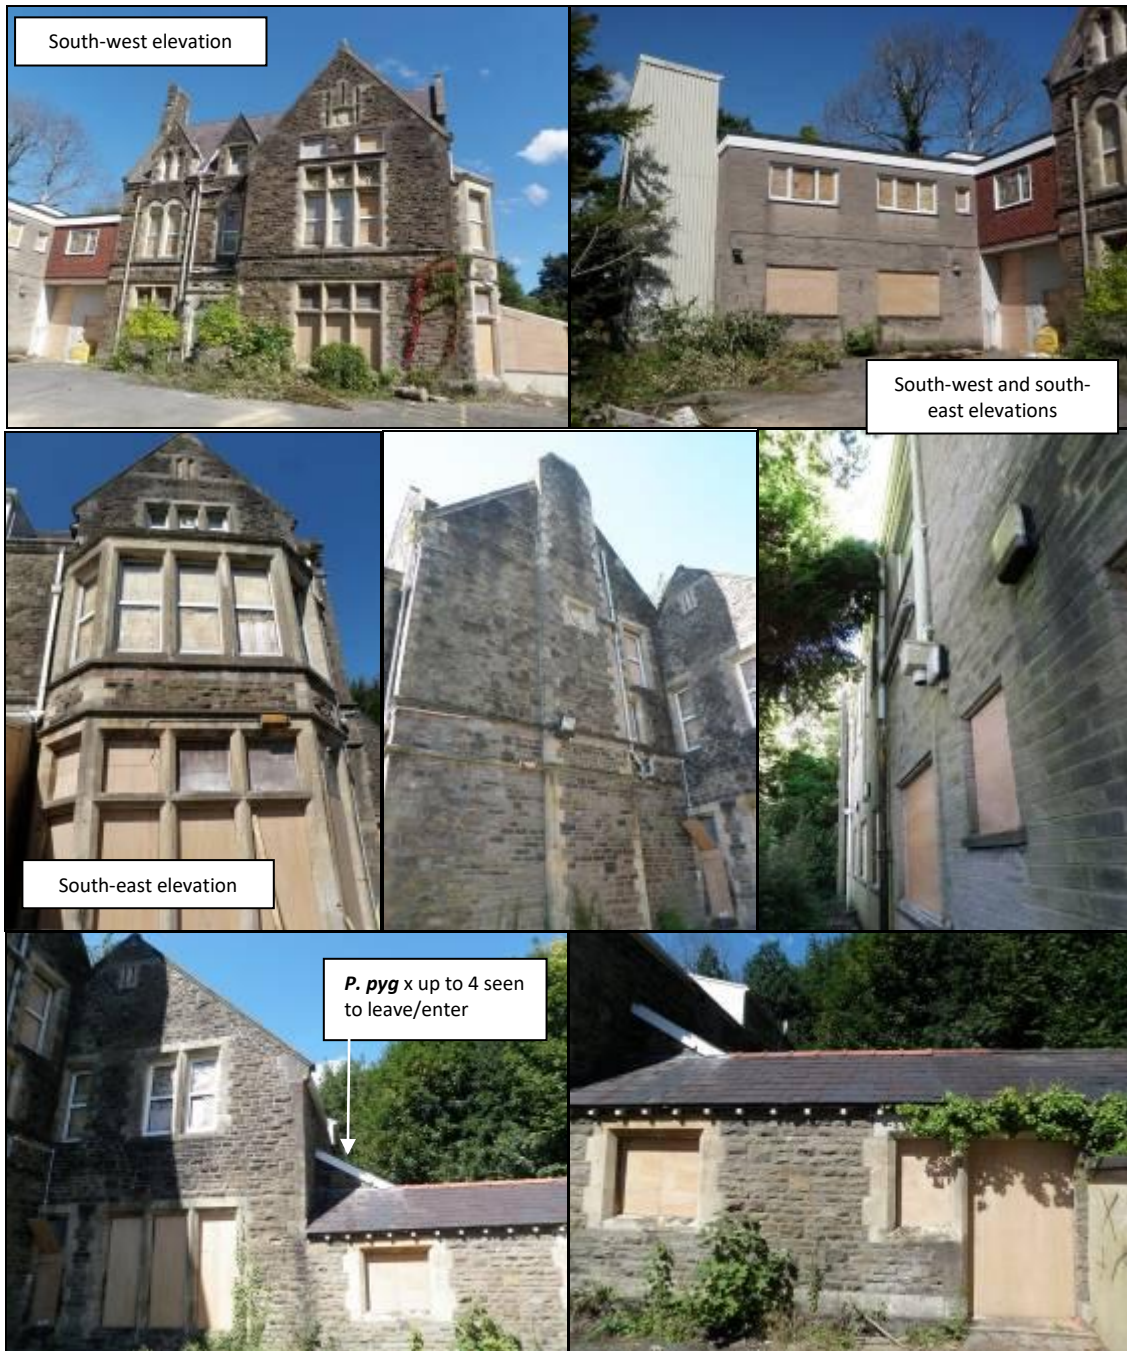 South-west elevation
South-west and south-
east elevations
South-east elevation
P. pyg x up to 4 seen
to leave/enter